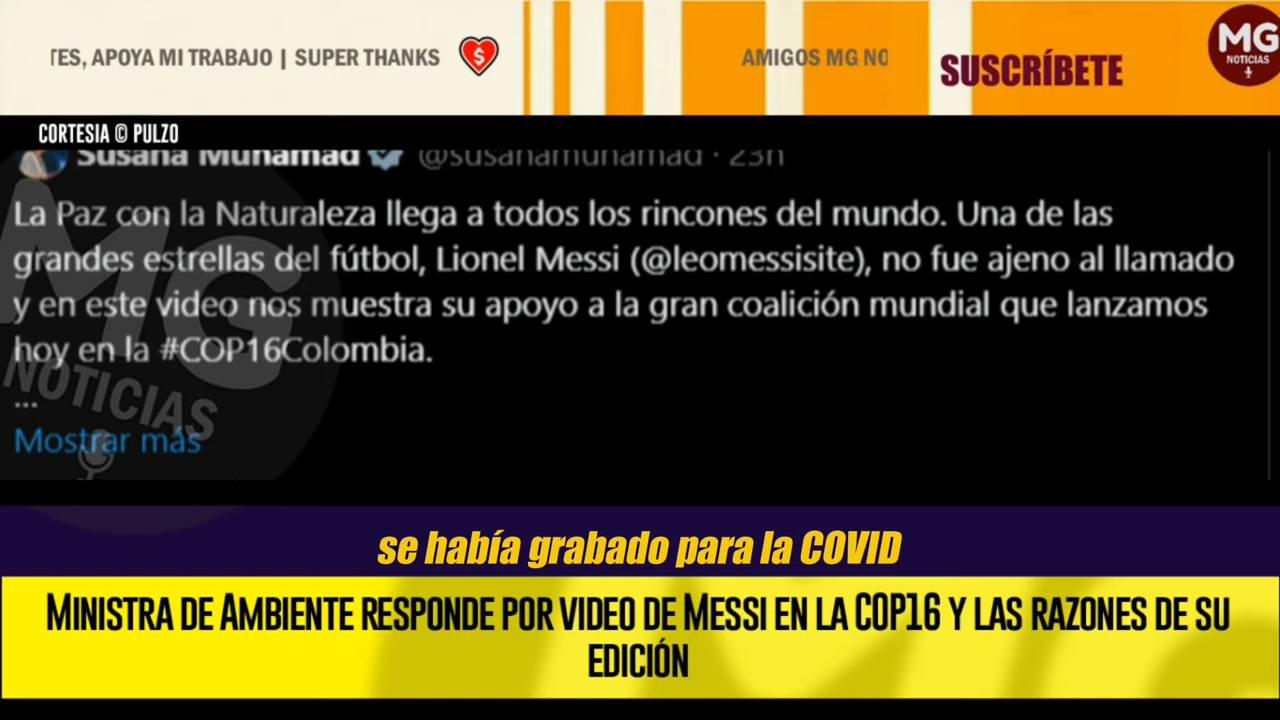 TES, APOYA MI TRABAJO | SUPER THANKS
AMIGOS MG NO
SUSCRÍBETE
MG
NOTICIAS
CORTESIA © PULZO
Susana Muhamad @susanamuhamad · 23h
La Paz con la Naturaleza llega a todos los rincones del mundo. Una de las
grandes estrellas del fútbol, Lionel Messi (@leomessisite), no fue ajeno al llamado
y en este video nos muestra su apoyo a la gran coalición mundial que lanzamos
hoy en la #COP16Colombia.
...
Mostrar más
MG
NOTICIAS
se había grabado para la COVID
MINISTRA DE AMBIENTE RESPONDE POR VIDEO DE MESSI EN LA COP16 Y LAS RAZONES DE SU
EDICIÓN